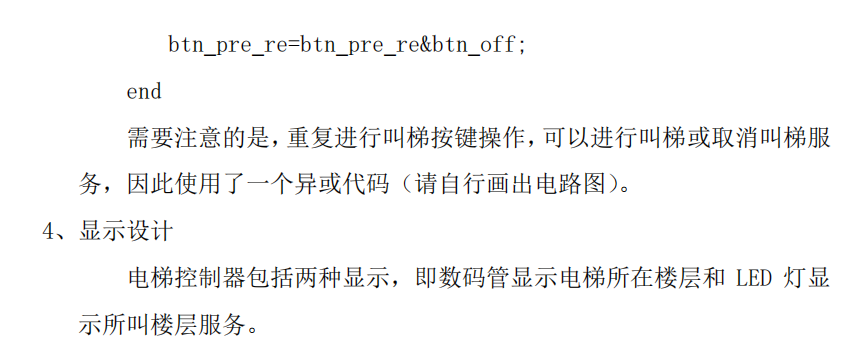 btn_pre_re=btn_pre_re&btn_off;
end
需要注意的是，重复进行叫梯按键操作，可以进行叫梯或取消叫梯服
务，因此使用了一个异或代码（请自行画出电路图）。
4、显示设计
电梯控制器包括两种显示，即数码管显示电梯所在楼层和 LED 灯显
示所叫楼层服务。